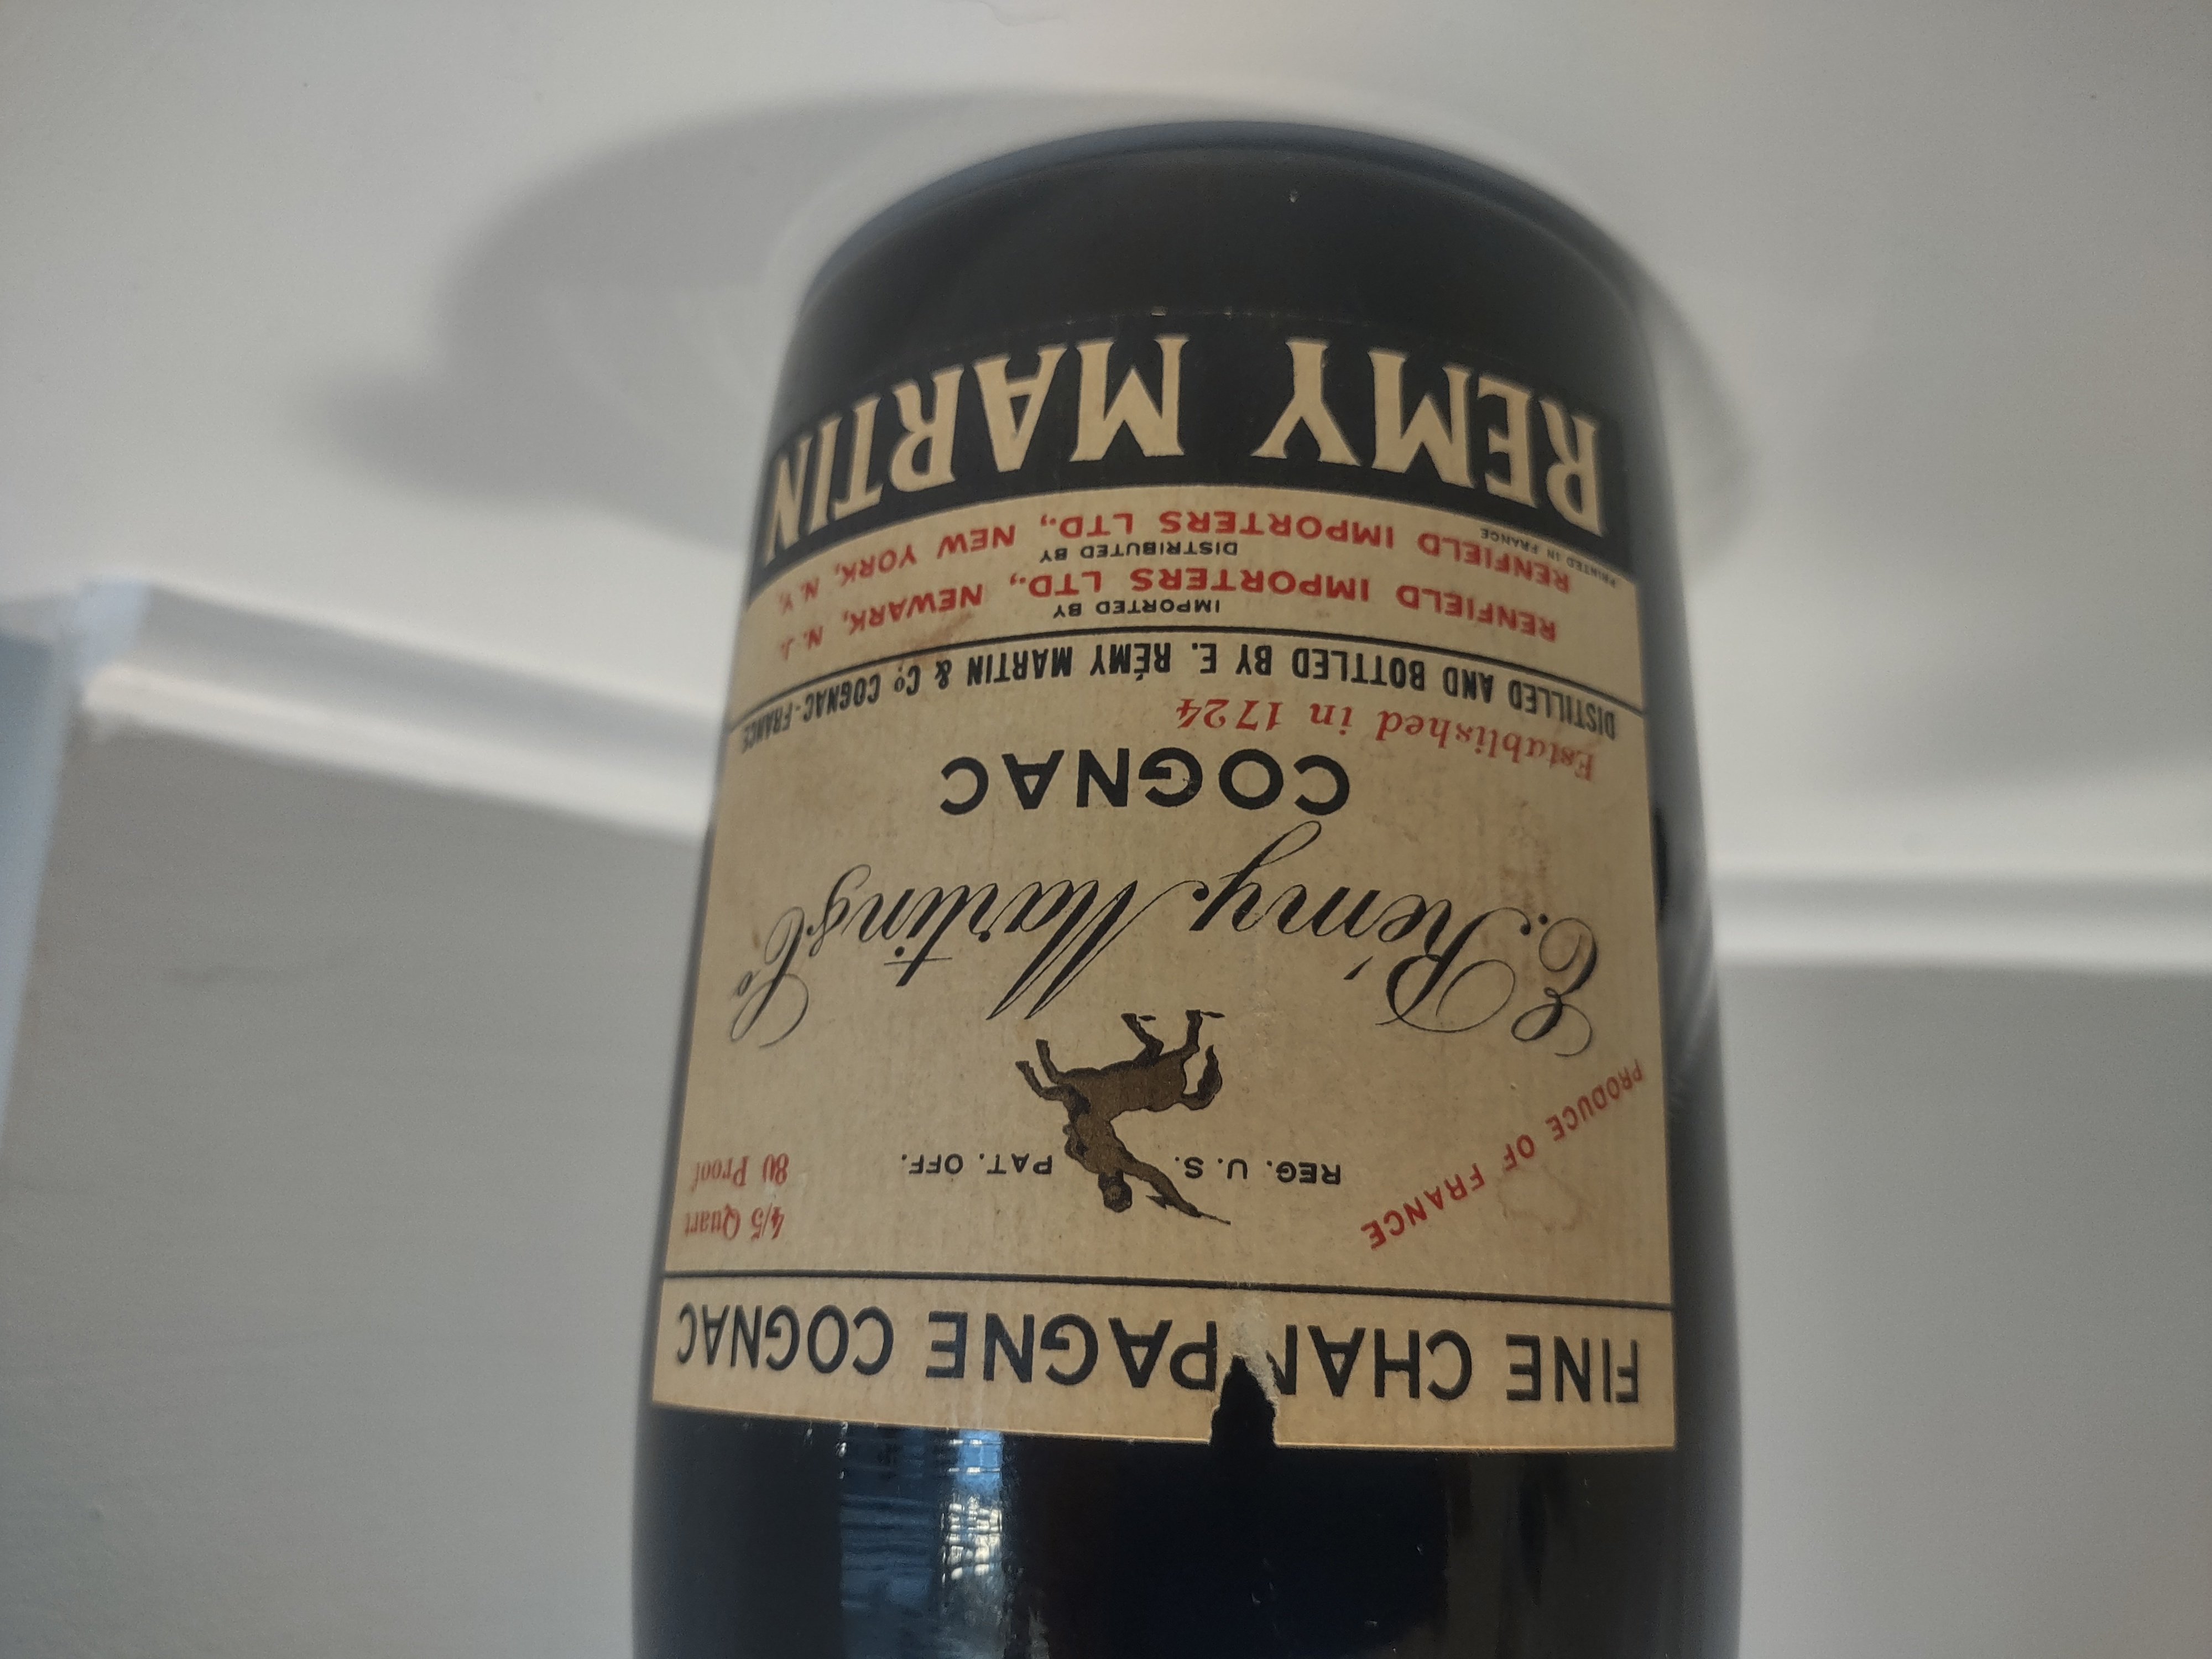 FINE CHAMPAGNE COGNAC
PRODUCE OF FRANCE
4/5 Quart
80 Proof
REG. U.S. PAT. OFF.
E. Rémy Martin & Cº
COGNAC
Established in 1724
DISTILLED AND BOTTLED BY E. RÉMY MARTIN & Cº COGNAC-FRANCE
IMPORTED BY
RENFIELD IMPORTERS LTD., NEWARK, N. J.
DISTRIBUTED BY
RENFIELD IMPORTERS LTD., NEW YORK, N. Y.
PRINTED IN FRANCE
REMY MARTIN